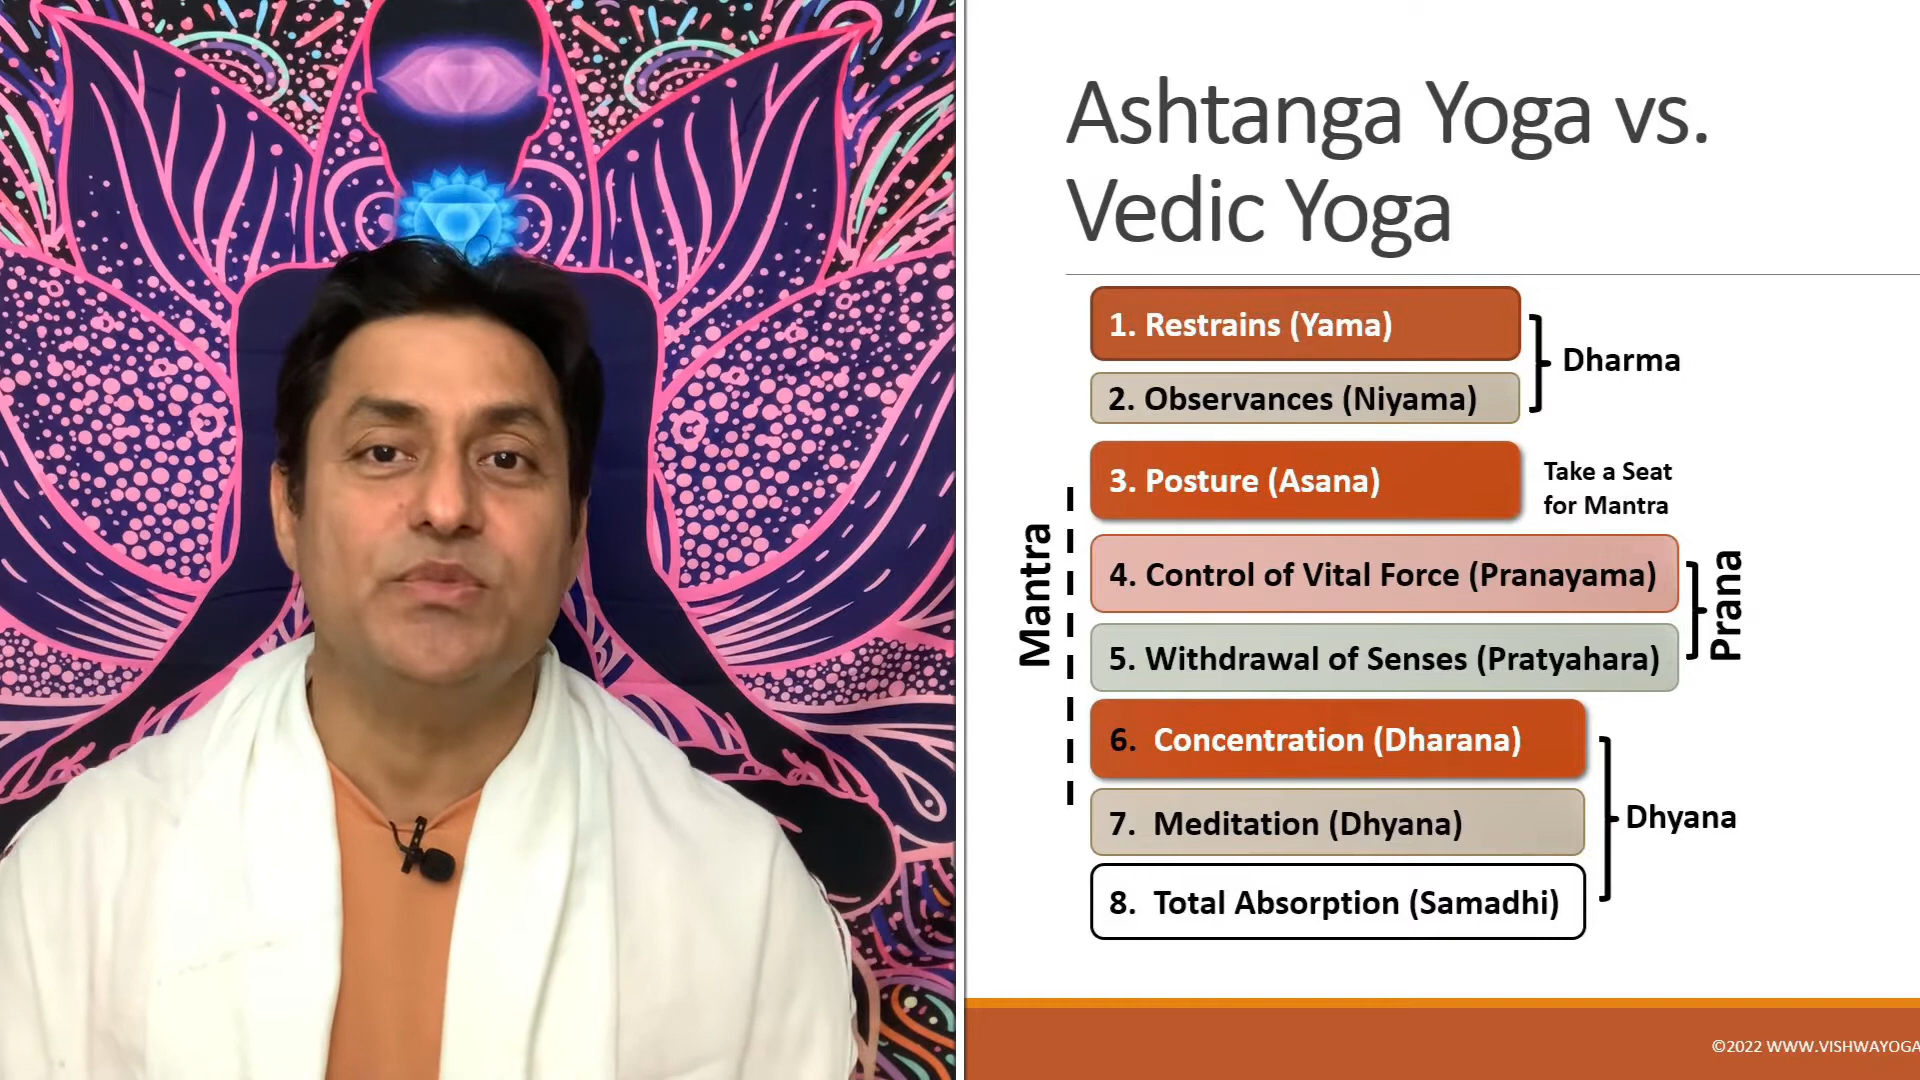 Ashtanga Yoga vs.
Vedic Yoga
1. Restrains (Yama)
2. Observances (Niyama)
Dharma
3. Posture (Asana)
Take a Seat
for Mantra
Mantra
4. Control of Vital Force (Pranayama)
5. Withdrawal of Senses (Pratyahara)
Prana
6. Concentration (Dharana)
7. Meditation (Dhyana)
8. Total Absorption (Samadhi)
Dhyana
©2022 WWW.VISHWAYOGA